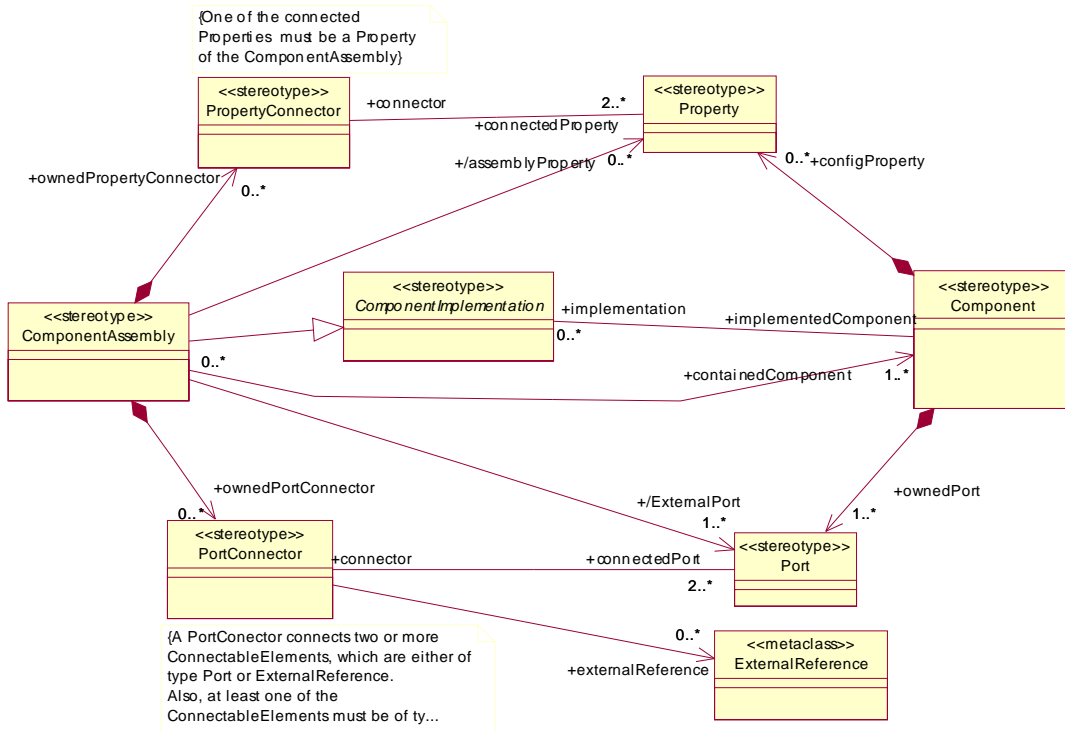 {One of the connected
Properties must be a Property
of the ComponentAssembly}
<<stereotype>>
PropertyConnector
+connector
2..*
+connectedProperty
<<stereotype>>
Property
+/assemblyProperty
0..*
0..*
+configProperty
+ownedPropertyConnector
0..*
<<stereotype>>
ComponentAssembly
0..*
<<stereotype>>
ComponentImplementation
+implementation
0..*
+implementedComponent
<<stereotype>>
Component
+containedComponent
1..*
+ownedPortConnector
0..*
+/ExternalPort
1..*
+ownedPort
1..*
<<stereotype>>
PortConnector
+connector
+connectedPort
2..*
<<stereotype>>
Port
0..*
+externalReference
<<metaclass>>
ExternalReference
{A PortConector connects two or more
ConnectableElements, which are either of
type Port or ExternalReference.
Also, at least one of the
ConnectableElements must be of ty...